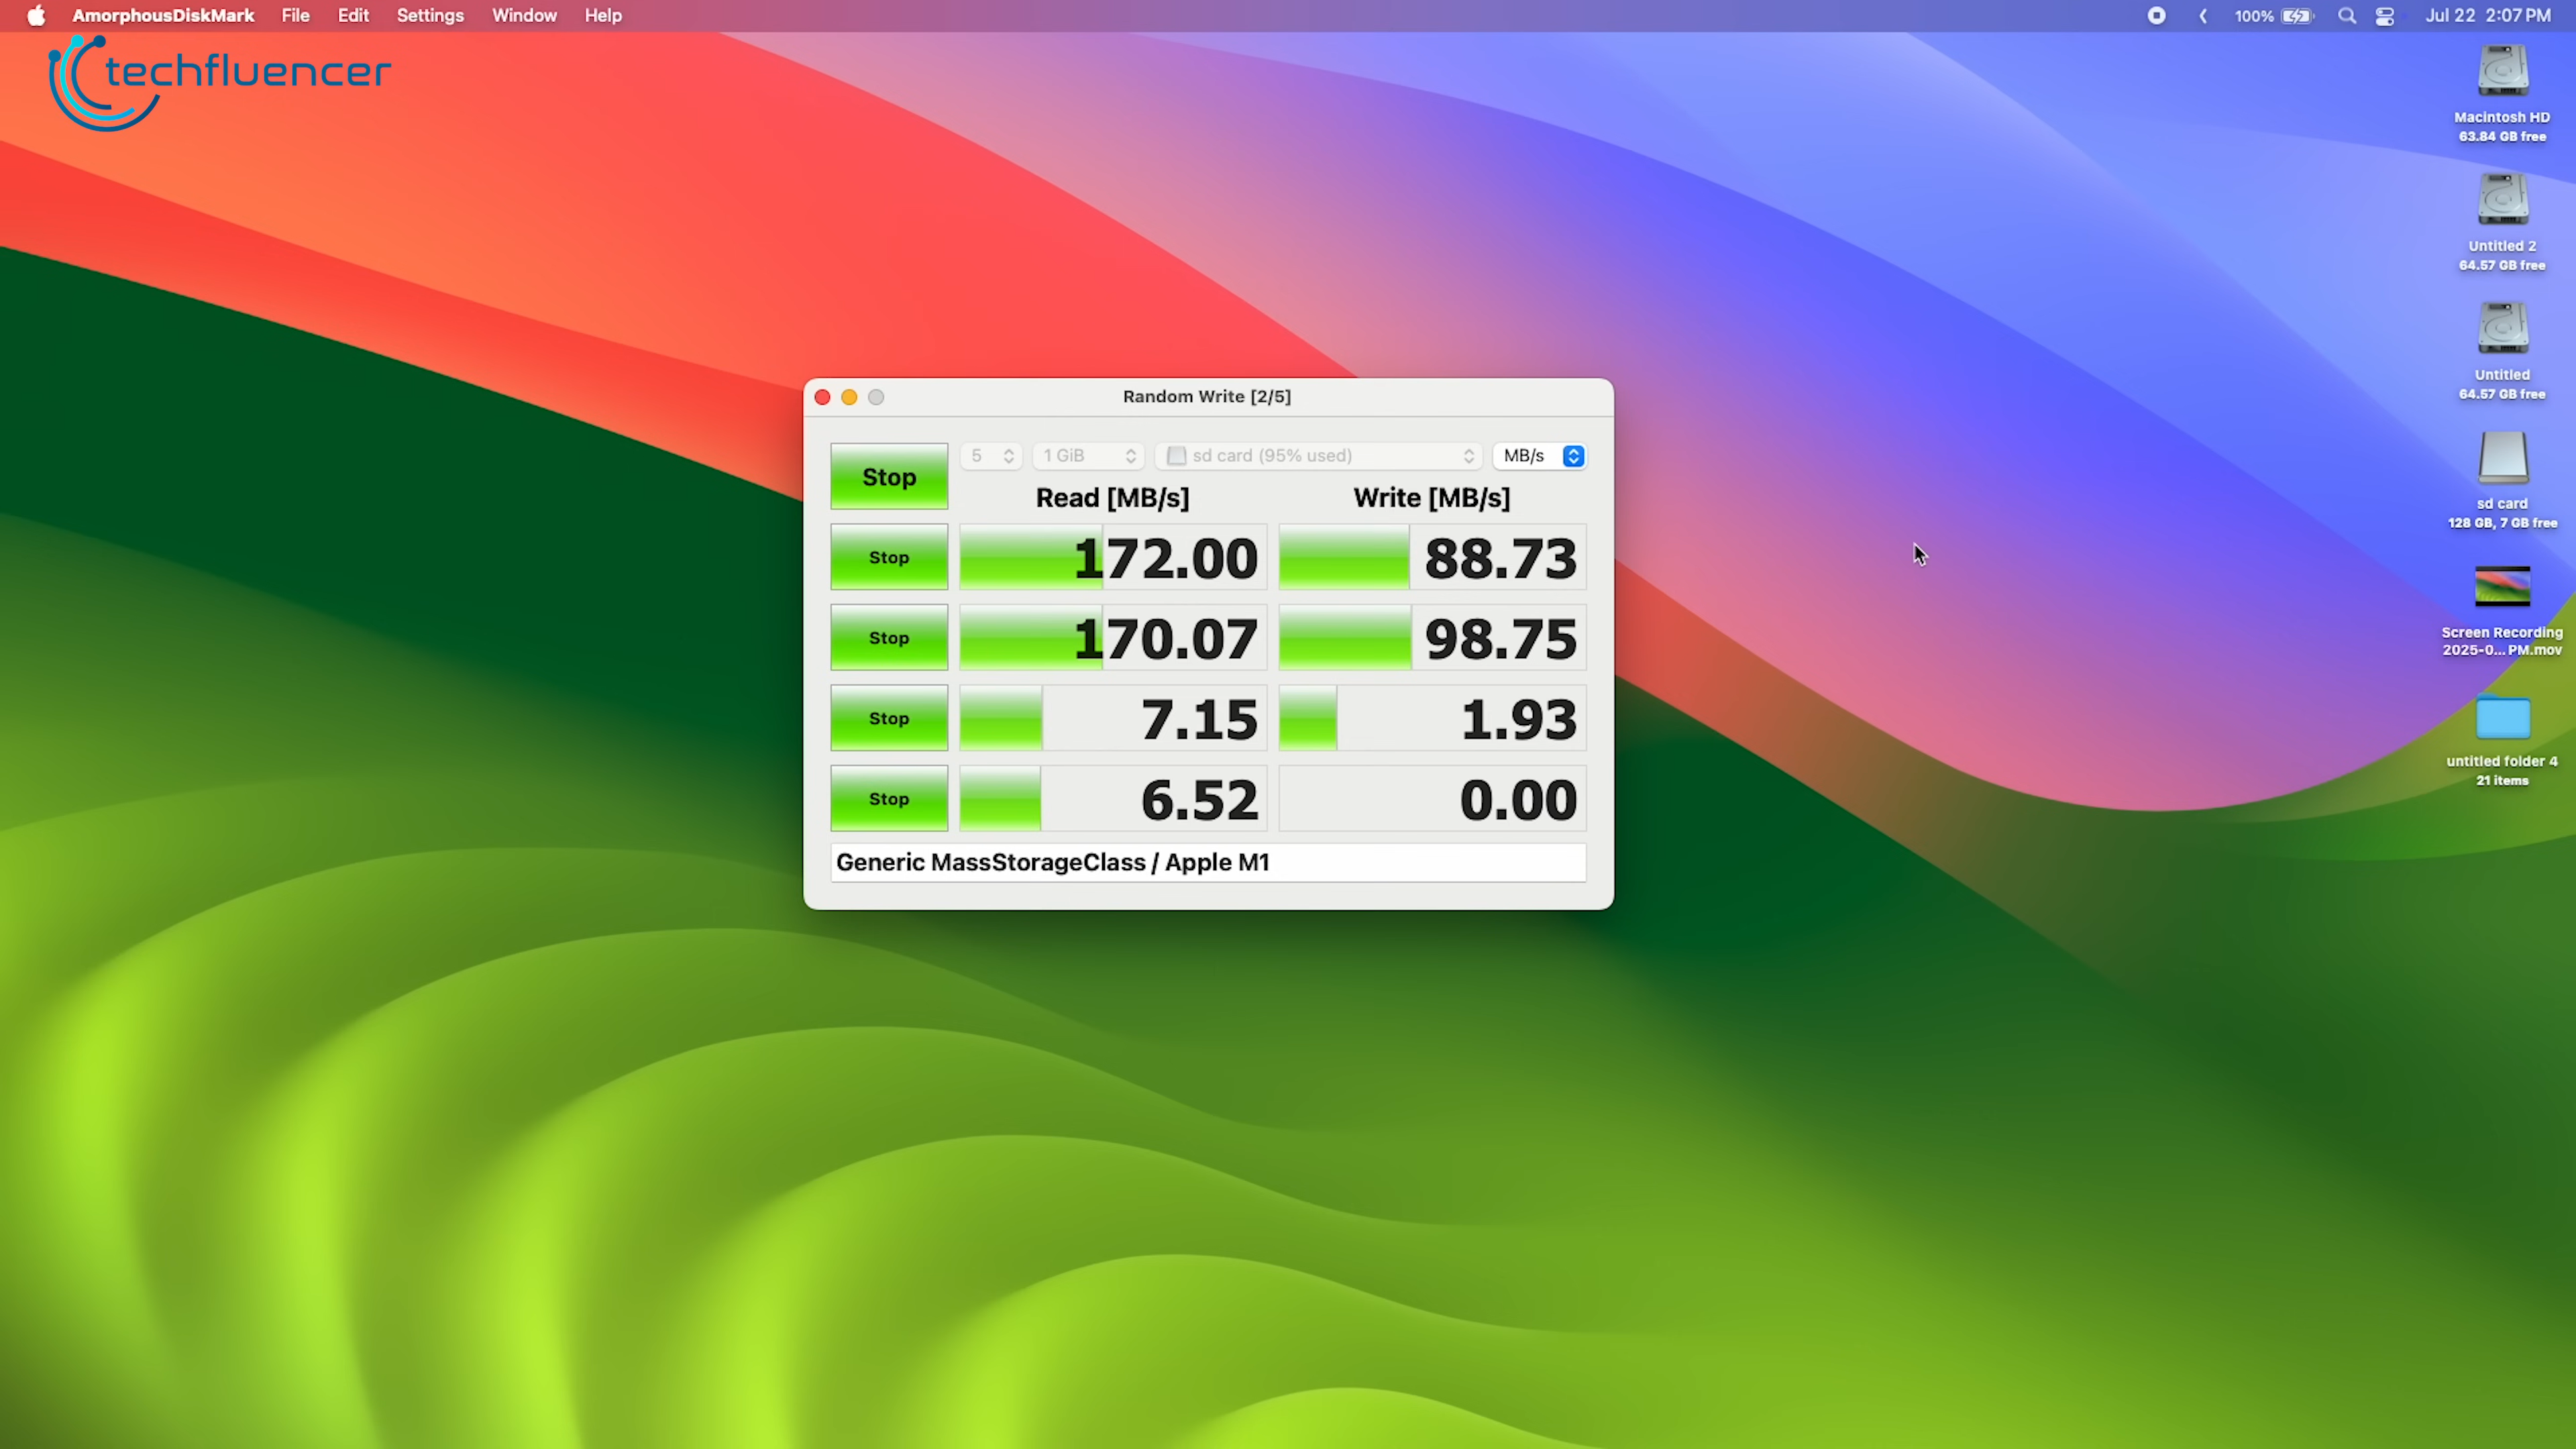 AmorphousDiskMark File Edit Settings Window Help
100% Jul 22 2:07 PM
techfluencer
Macintosh HD
63.84 GB free
Untitled 2
64.57 GB free
Untitled
64.57 GB free
sd card
128 GB, 7 GB free
Screen Recording
2025-0... PM.mov
untitled folder 4
21 items
Random Write [2/5]
Stop 5 1 GiB sd card (95% used) MB/s
Read [MB/s] Write [MB/s]
Stop 172.00 88.73
Stop 170.07 98.75
Stop 7.15 1.93
Stop 6.52 0.00
Generic MassStorageClass / Apple M1